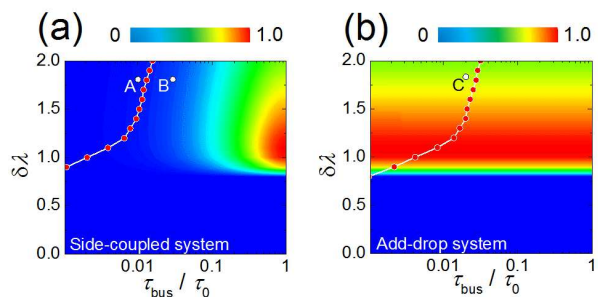 (a) 0 1.0
2.0
1.5
1.0
0.5
0.0
δλ
A B
Side-coupled system
0.01 0.1 1
τbus / τ0
(b) 0 1.0
2.0
1.5
1.0
0.5
0.0
δλ
C
Add-drop system
0.01 0.1 1
τbus / τ0